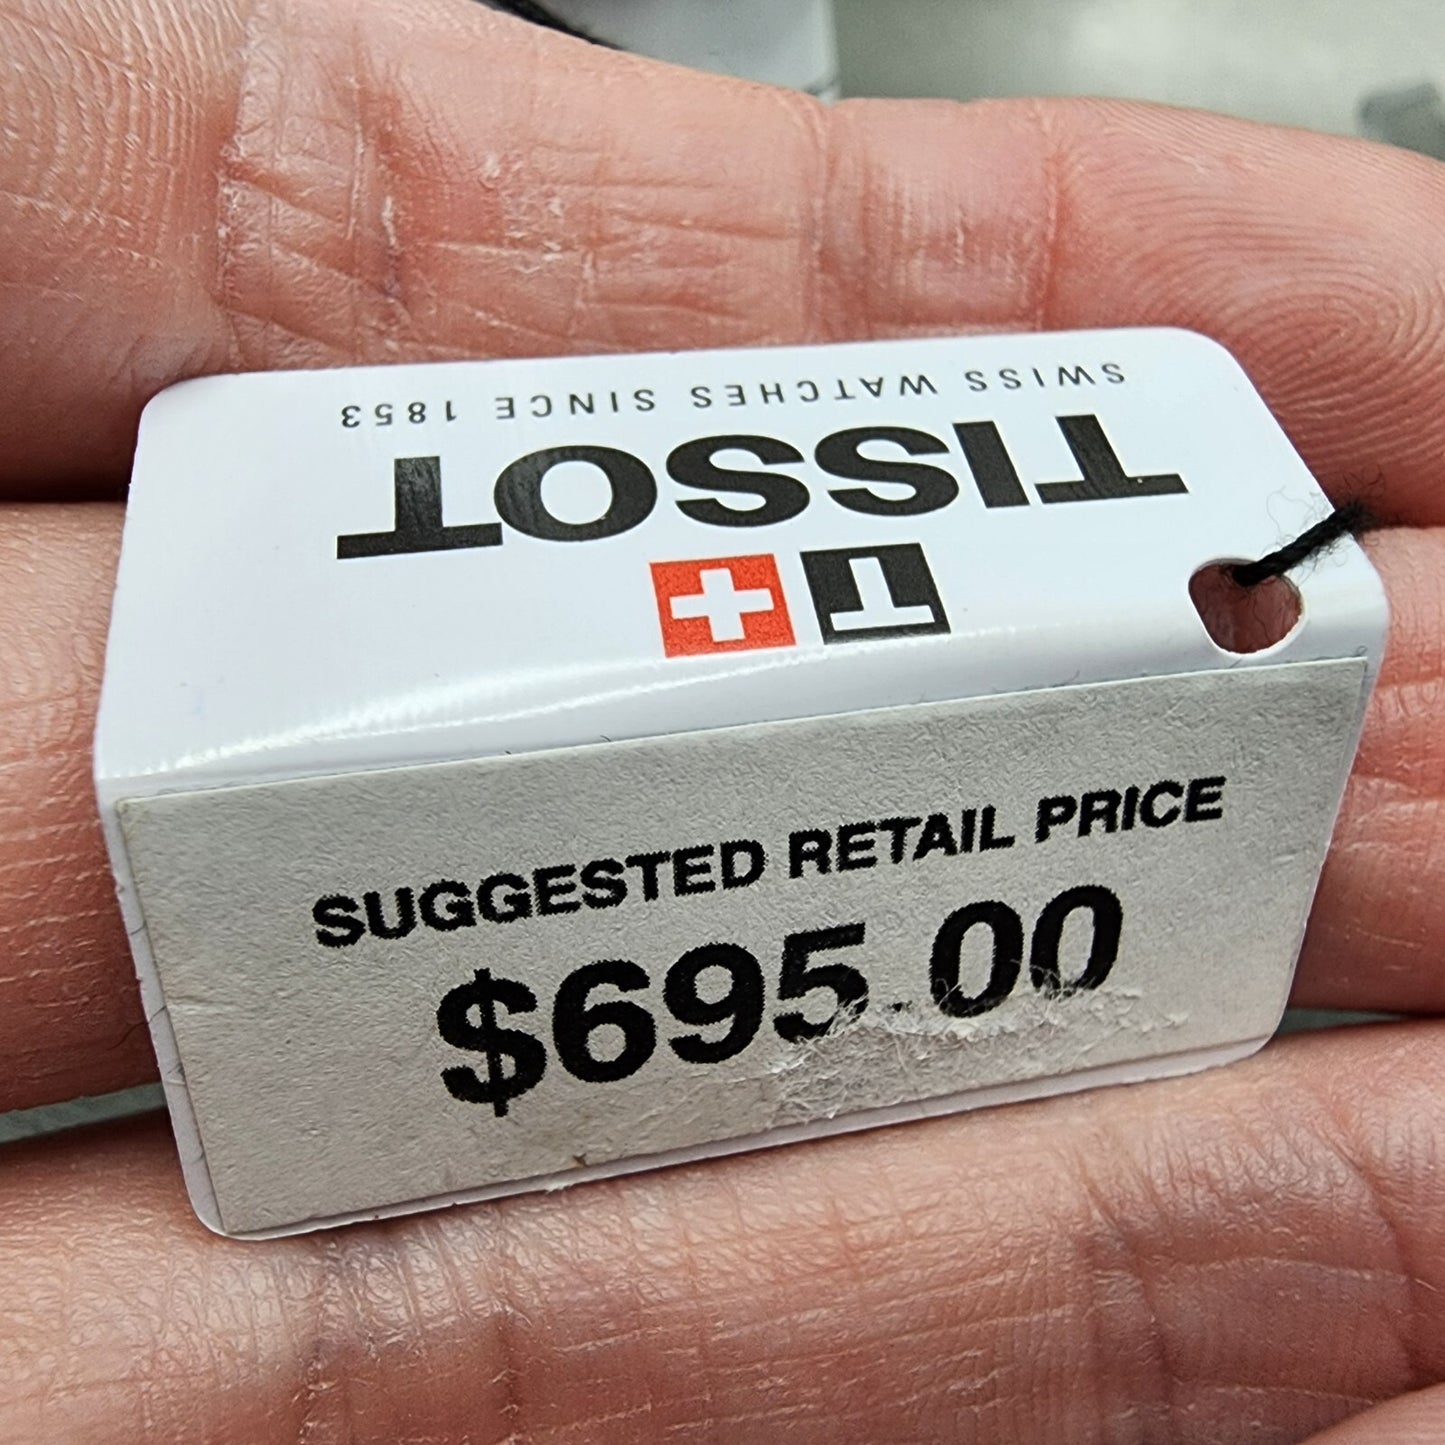 T
TISSOT
SWISS WATCHES SINCE 1853
SUGGESTED RETAIL PRICE
$695.00